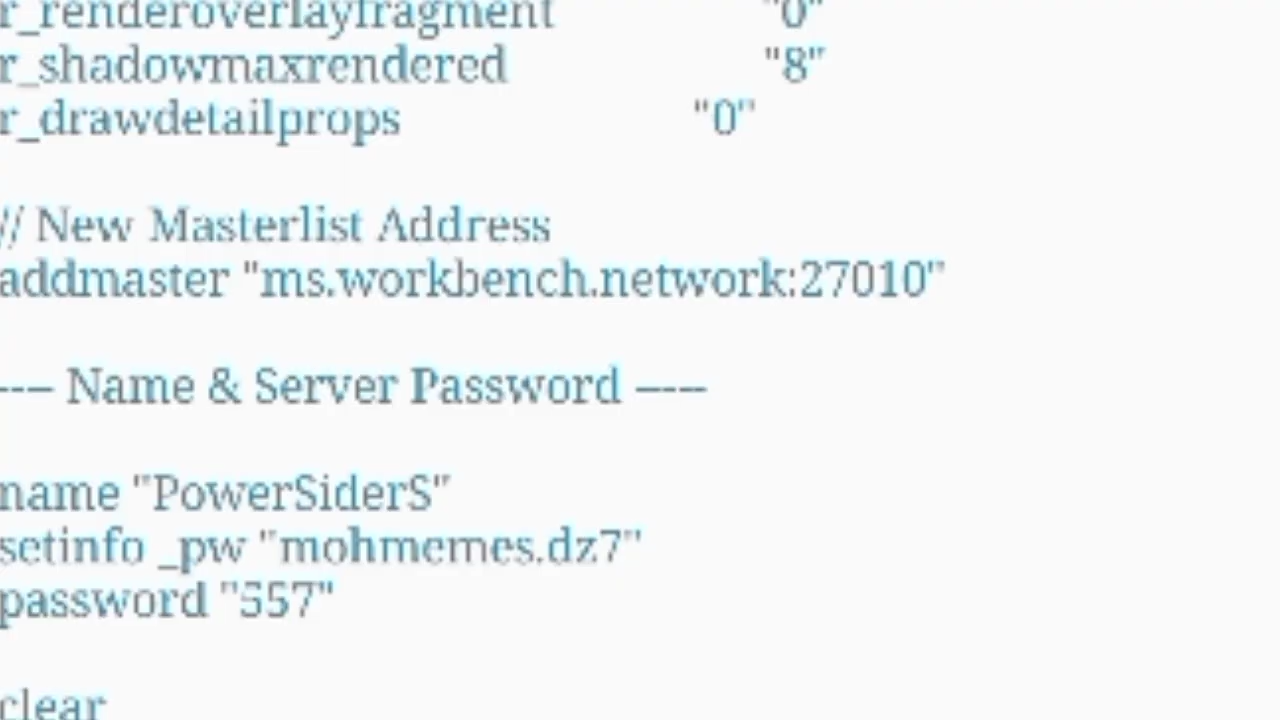 r_renderoverlayfragment "0"
r_shadowmaxrendered "8"
r_drawdetailprops "0"
// New Masterlist Address
addmaster "ms.workbench.network:27010"
---- Name & Server Password ----
name "PowerSiderS"
setinfo _pw "mohmemes.dz7"
password "557"
clear